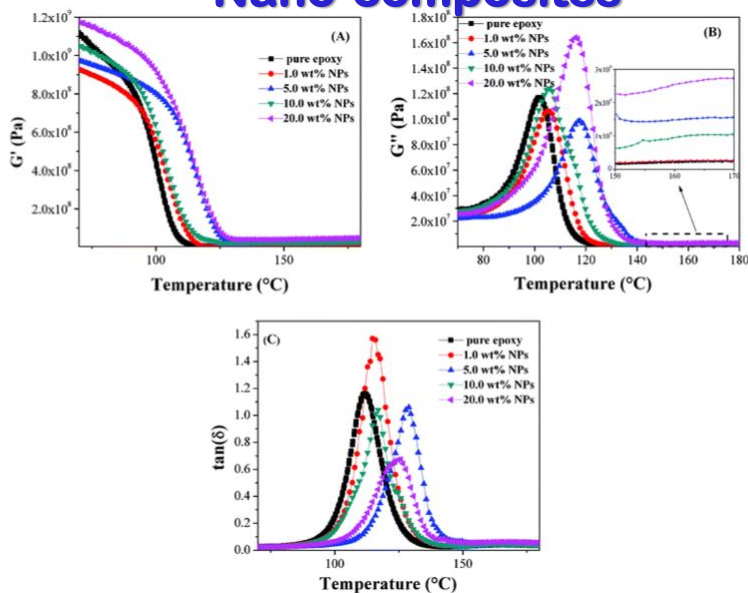 Nano-composites
1.2x10⁹
1.0x10⁹
8.0x10⁸
6.0x10⁸
4.0x10⁸
2.0x10⁸
G' (Pa)
(A)
pure epoxy
1.0 wt% NPs
5.0 wt% NPs
10.0 wt% NPs
20.0 wt% NPs
100
150
Temperature (°C)
1.8x10⁸
1.6x10⁸
1.4x10⁸
1.2x10⁸
1.0x10⁸
8.0x10⁷
6.0x10⁷
4.0x10⁷
2.0x10⁷
G" (Pa)
(B)
pure epoxy
1.0 wt% NPs
5.0 wt% NPs
10.0 wt% NPs
20.0 wt% NPs
0
150
160
170
80
100
120
140
160
180
Temperature (°C)
1.6
1.4
1.2
1.0
0.8
0.6
0.4
0.2
0.0
tan(δ)
(C)
pure epoxy
1.0 wt% NPs
5.0 wt% NPs
10.0 wt% NPs
20.0 wt% NPs
100
150
Temperature (°C)